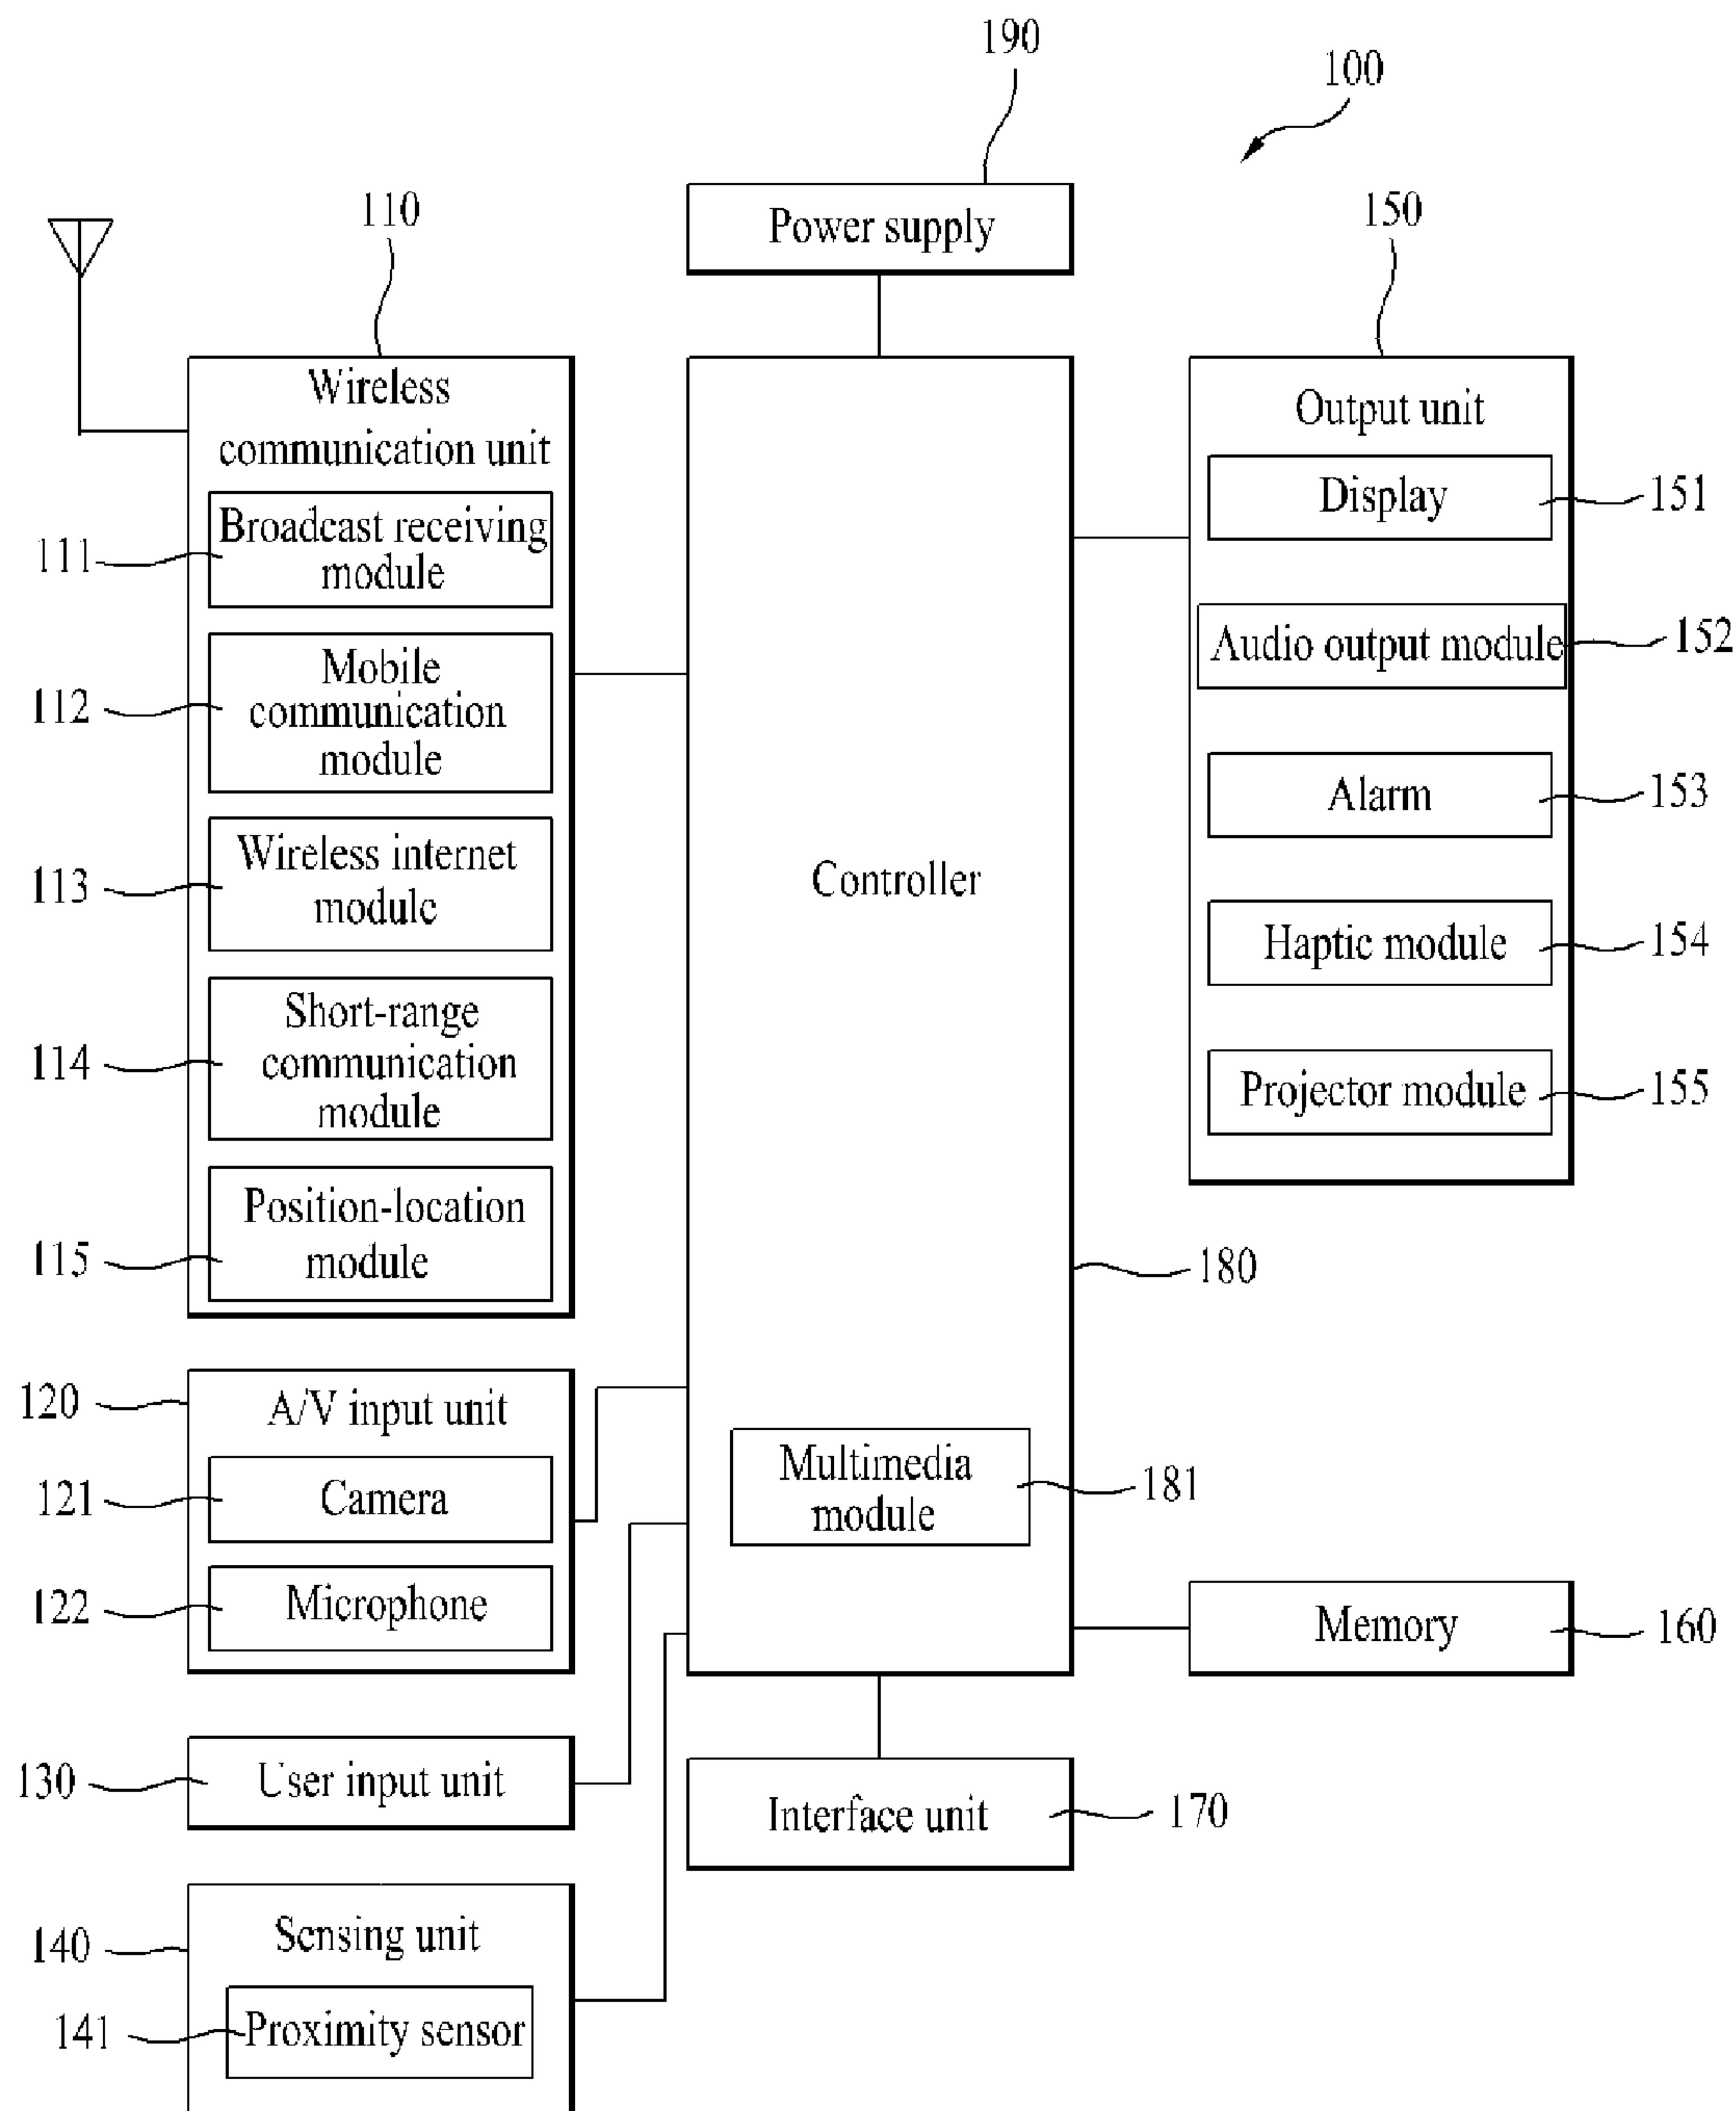 190
100
110
150
Power supply
Wireless
communication unit
111
Broadcast receiving
module
112
Mobile
communication
module
113
Wireless internet
module
114
Short-range
communication
module
115
Position-location
module
120
A/V input unit
121
Camera
122
Microphone
130
User input unit
140
Sensing unit
141
Proximity sensor
Controller
180
Multimedia
module
181
Interface unit
170
Output unit
Display
151
Audio output module
152
Alarm
153
Haptic module
154
Projector module
155
Memory
160